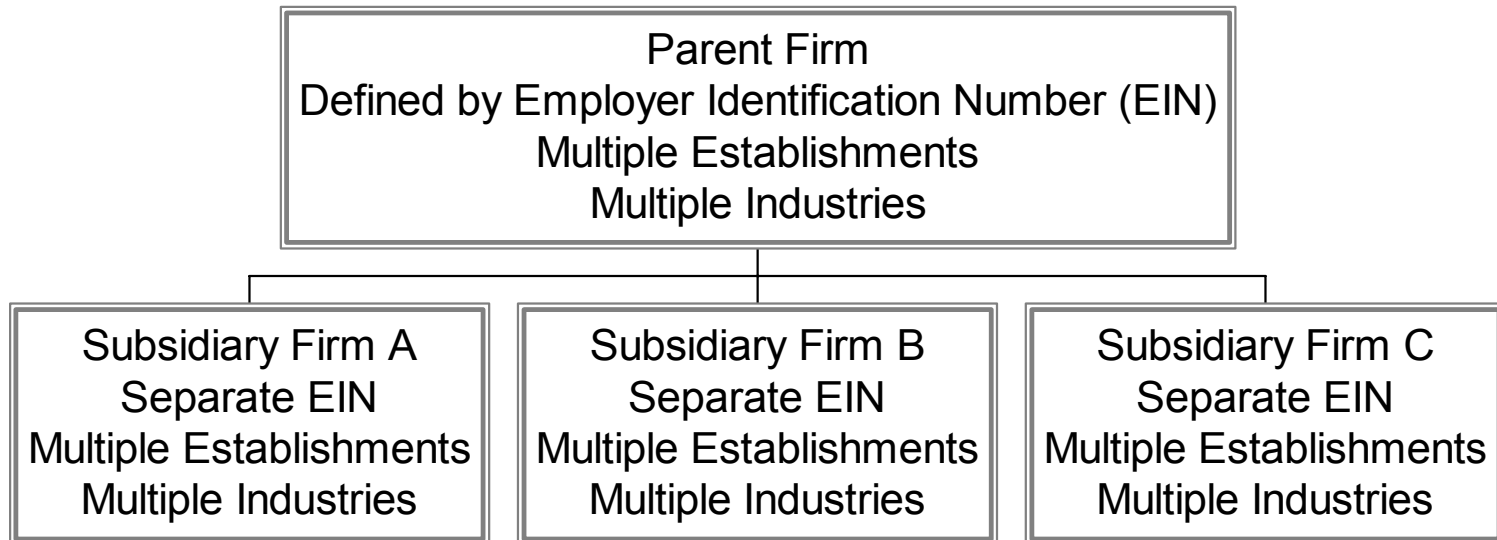 Parent Firm
Defined by Employer Identification Number (EIN)
Multiple Establishments
Multiple Industries
Subsidiary Firm A
Separate EIN
Multiple Establishments
Multiple Industries
Subsidiary Firm B
Separate EIN
Multiple Establishments
Multiple Industries
Subsidiary Firm C
Separate EIN
Multiple Establishments
Multiple Industries